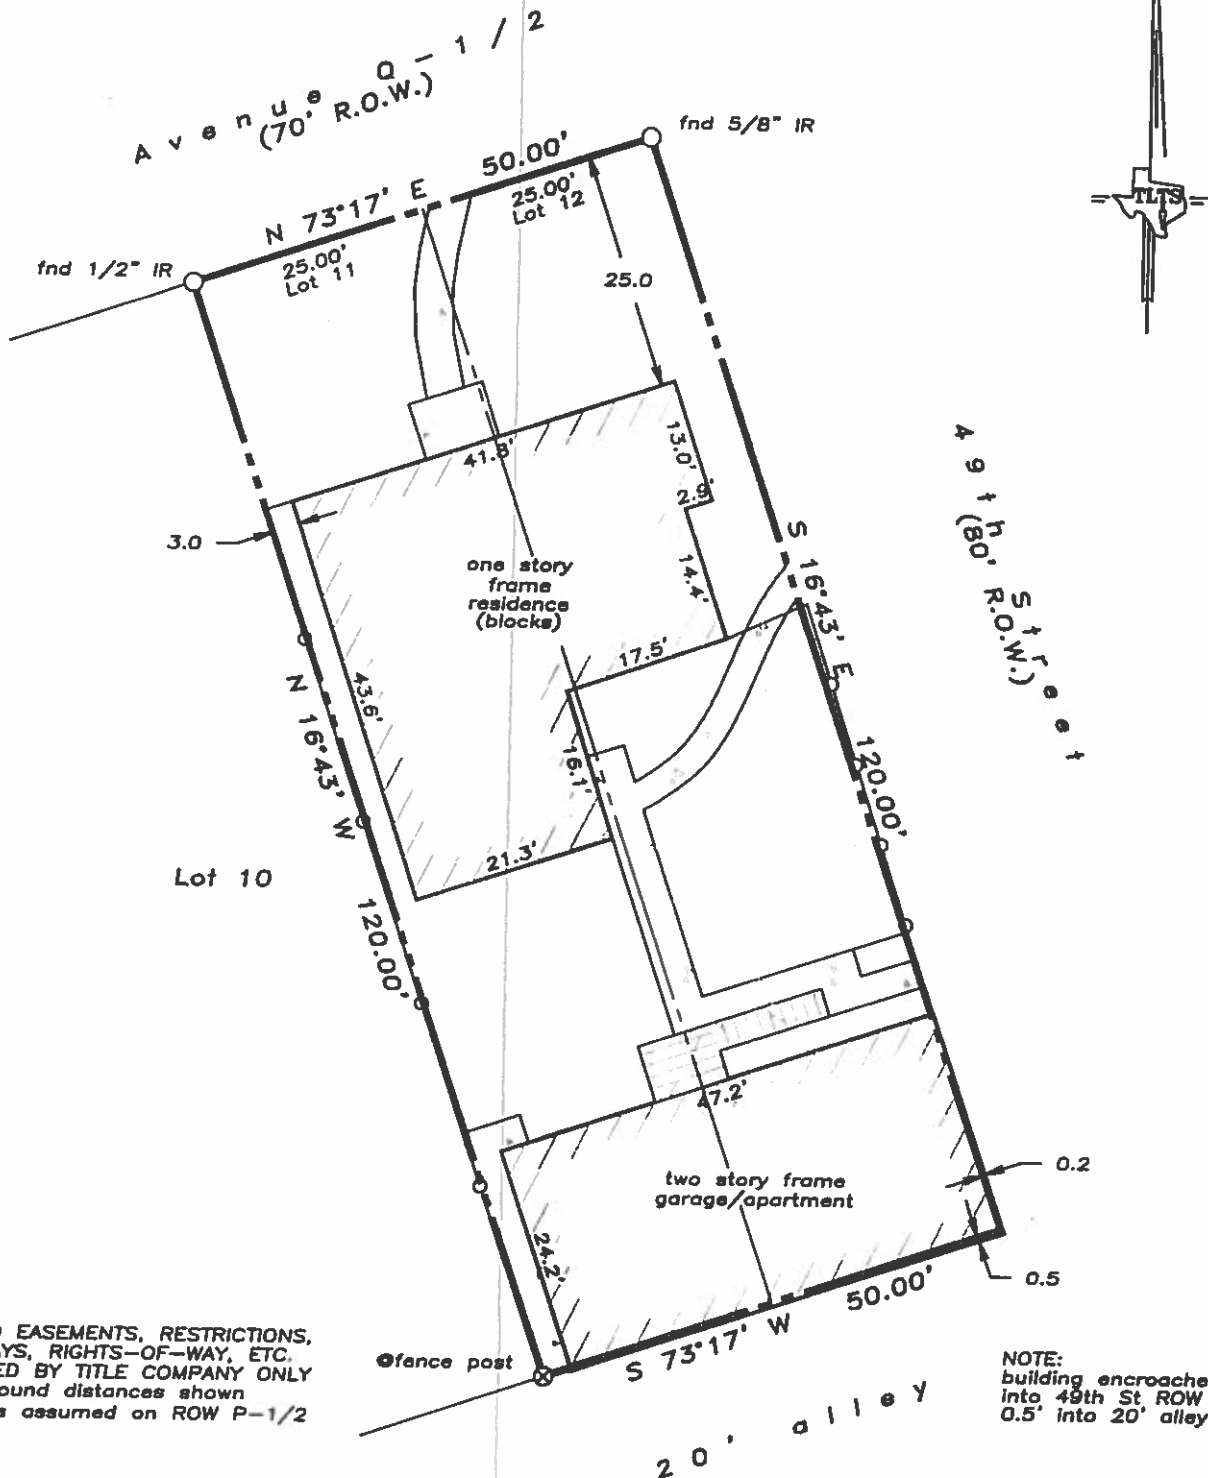 Avenue Q-1/2
(70' R.O.W.)
fnd 5/8" IR
N 73°17' E 50.00'
25.00'
Lot 12
25.00'
Lot 11
fnd 1/2" IR
TLTS
25.0
41.8'
13.0'
2.9'
14.4'
3.0
one story
frame
residence
(blocks)
17.5'
43.6'
16.1'
21.3'
49th Street
(80' R.O.W.)
S 16°43' E 120.00'
N 16°43' W 120.00'
Lot 10
47.2'
two story frame
garage/apartment
24.2'
0.2
0.5
S 73°17' W 50.00'
fence post
20' alley
EASEMENTS, RESTRICTIONS,
RIGHTS-OF-WAY, ETC.
BY TITLE COMPANY ONLY
distances shown
assumed on ROW P-1/2
NOTE:
building encroache
into 49th St ROW
0.5' into 20' alley